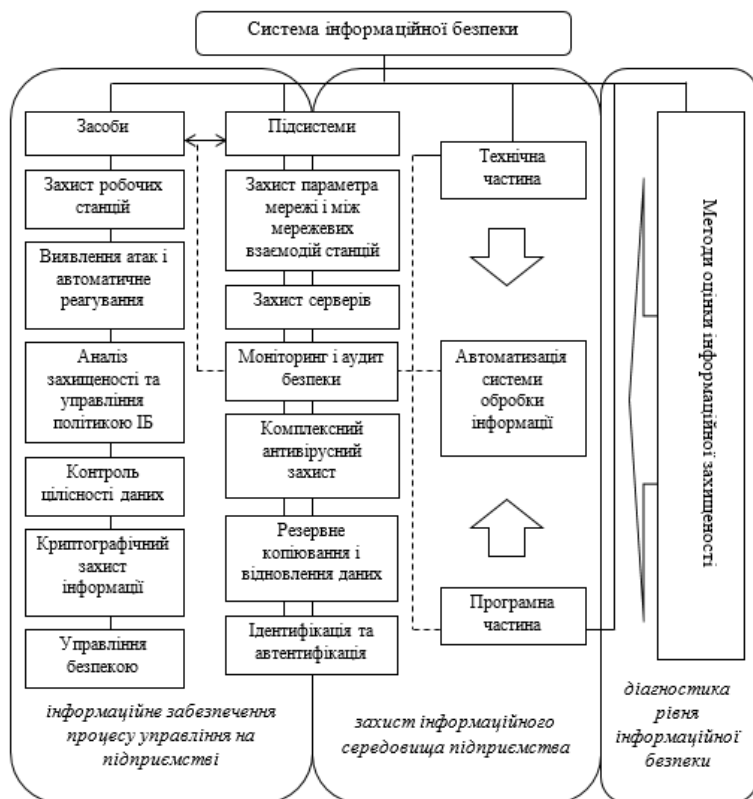 Система інформаційної безпеки
Засоби
Захист робочих
станцій
Виявлення атак і
автоматичне
реагування
Аналіз
захищеності та
управління
політикою ІБ
Контроль
цілісності даних
Криптографічний
захист
інформації
Управління
безпекою
Підсистеми
Захист параметра
мережі і між
мережевих
взаємодій станцій
Захист серверів
Моніторинг і аудит
безпеки
Комплексний
антивірусний
захист
Резервне
копіювання і
відновлення даних
Ідентифікація та
автентифікація
Технічна
частина
Автоматизація
системи
обробки
інформації
Програмна
частина
Методи оцінки інформаційної захищеності
інформаційне забезпечення
процесу управління на
підприємстві
захист інформаційного
середовища підприємства
діагностика
рівня
інформаційної
безпеки